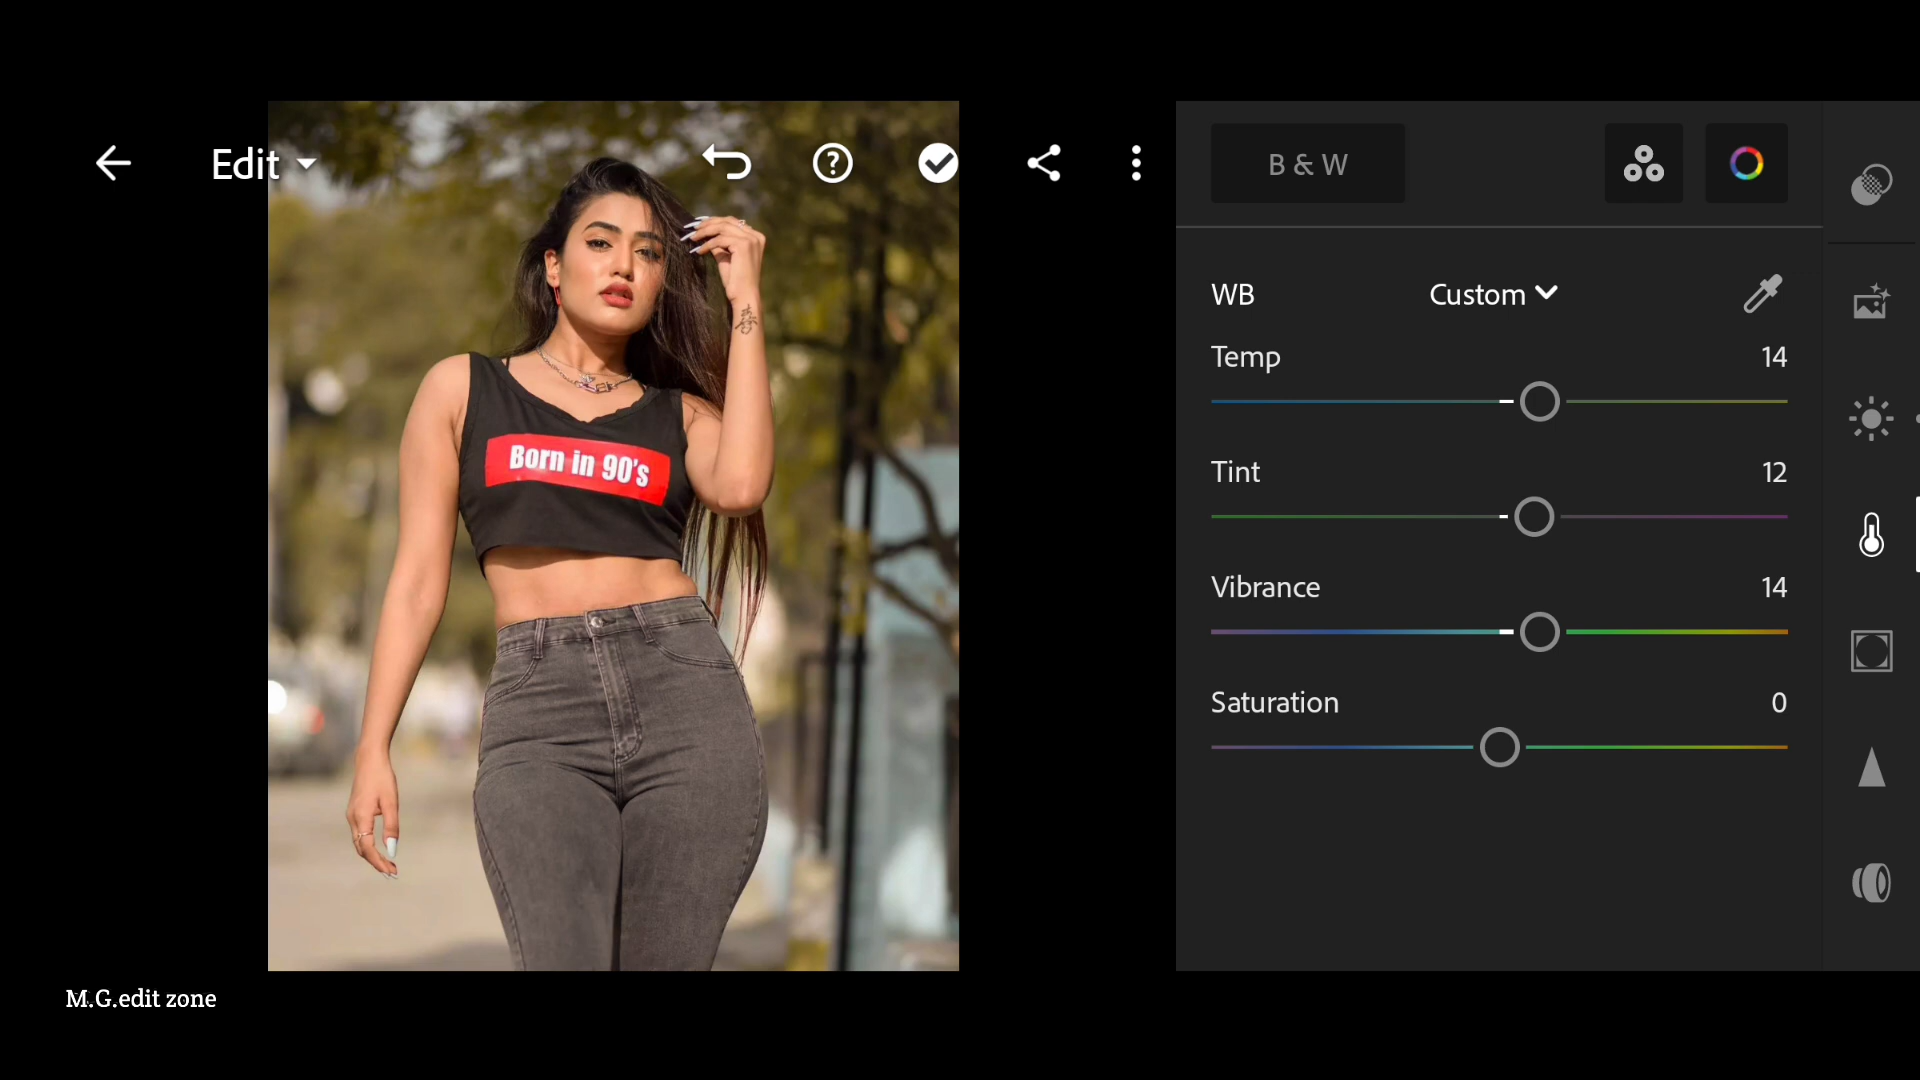 Edit
B & W
WB
Custom
Temp
14
Tint
12
Vibrance
14
Saturation
0
Born in 90's
M.G.edit zone